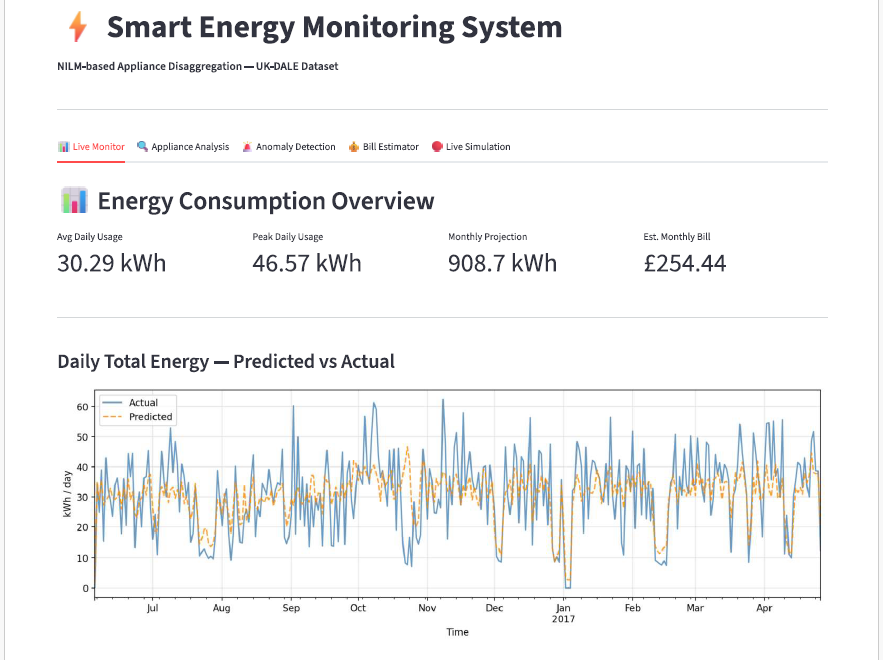 ⚡ Smart Energy Monitoring System
NILM-based Appliance Disaggregation — UK-DALE Dataset
📊 Live Monitor 🔍 Appliance Analysis 🚨 Anomaly Detection 💰 Bill Estimator 🔴 Live Simulation
📊 Energy Consumption Overview
Avg Daily Usage Peak Daily Usage Monthly Projection Est. Monthly Bill
30.29 kWh 46.57 kWh 908.7 kWh £254.44
Daily Total Energy — Predicted vs Actual
Actual
Predicted
60
50
40
30
20
10
0
kWh / day
Jul Aug Sep Oct Nov Dec Jan Feb Mar Apr
2017
Time